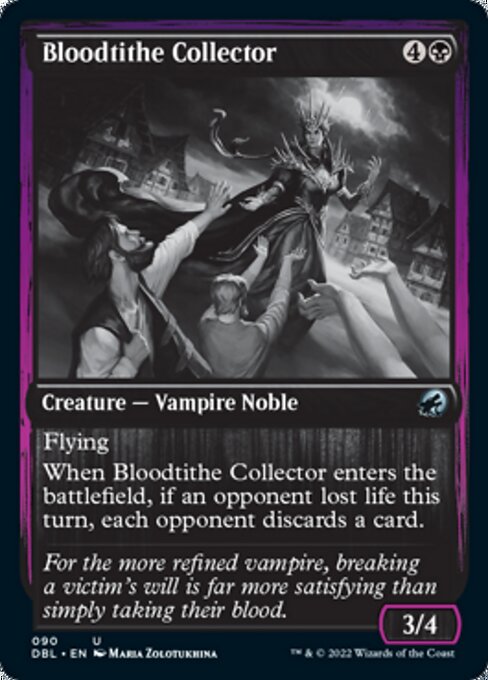 Bloodtithe Collector 4
Creature — Vampire Noble
Flying
When Bloodtithe Collector enters the
battlefield, if an opponent lost life this
turn, each opponent discards a card.
For the more refined vampire, breaking
a victim's will is far more satisfying than
simply taking their blood.
3/4
090 U
DBL • EN Maria Zolotukhina
™ & © 2022 Wizards of the Coast